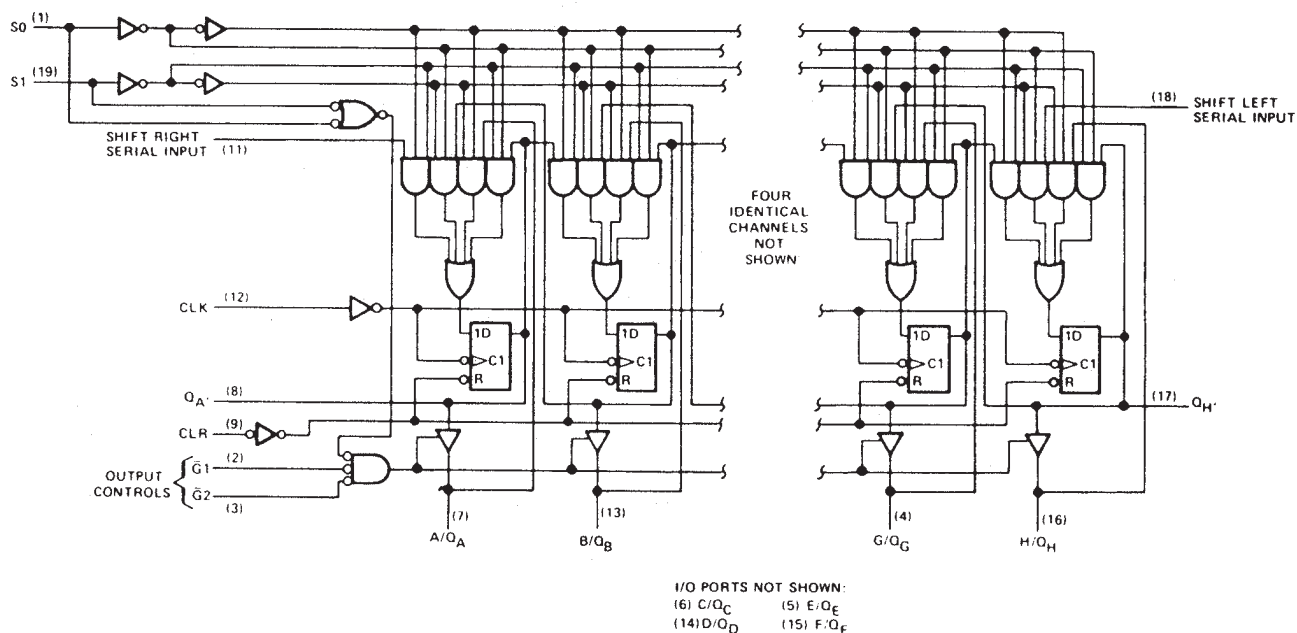 S0 (1)
S1 (19)
(18) SHIFT LEFT
SERIAL INPUT
SHIFT RIGHT
SERIAL INPUT (11)
FOUR
IDENTICAL
CHANNELS
NOT
SHOWN
CLK (12)
1D
C1
R
1D
C1
R
1D
C1
R
1D
C1
R
QA' (8)
(17) QH'
CLR (9)
OUTPUT
CONTROLS
G̅1 (2)
G̅2
(3)
(7)
A/QA
(13)
B/QB
(4)
G/QG
(16)
H/QH
I/O PORTS NOT SHOWN:
(6) C/QC (5) E/QE
(14) D/QD (15) F/QF